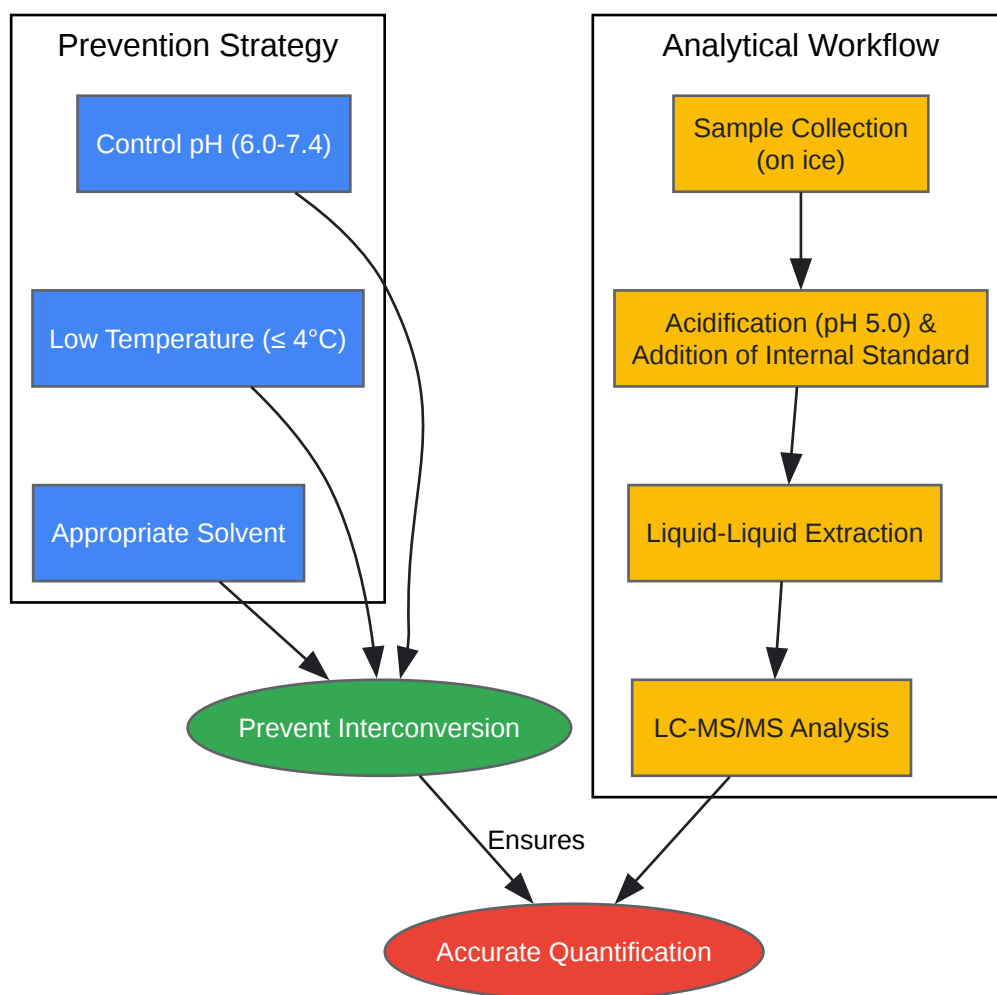 Prevention Strategy
Control pH (6.0-7.4)
Low Temperature (≤ 4°C)
Appropriate Solvent
Prevent Interconversion
Analytical Workflow
Sample Collection
(on ice)
Acidification (pH 5.0) &
Addition of Internal Standard
Liquid-Liquid Extraction
LC-MS/MS Analysis
Ensures
Accurate Quantification